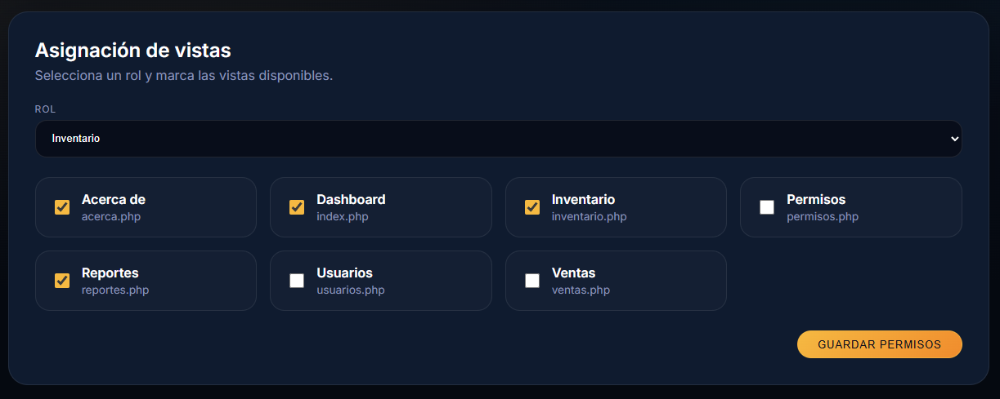 Asignación de vistas
Selecciona un rol y marca las vistas disponibles.
ROL
Inventario
Acerca de
acerca.php
Dashboard
index.php
Inventario
inventario.php
Permisos
permisos.php
Reportes
reportes.php
Usuarios
usuarios.php
Ventas
ventas.php
GUARDAR PERMISOS